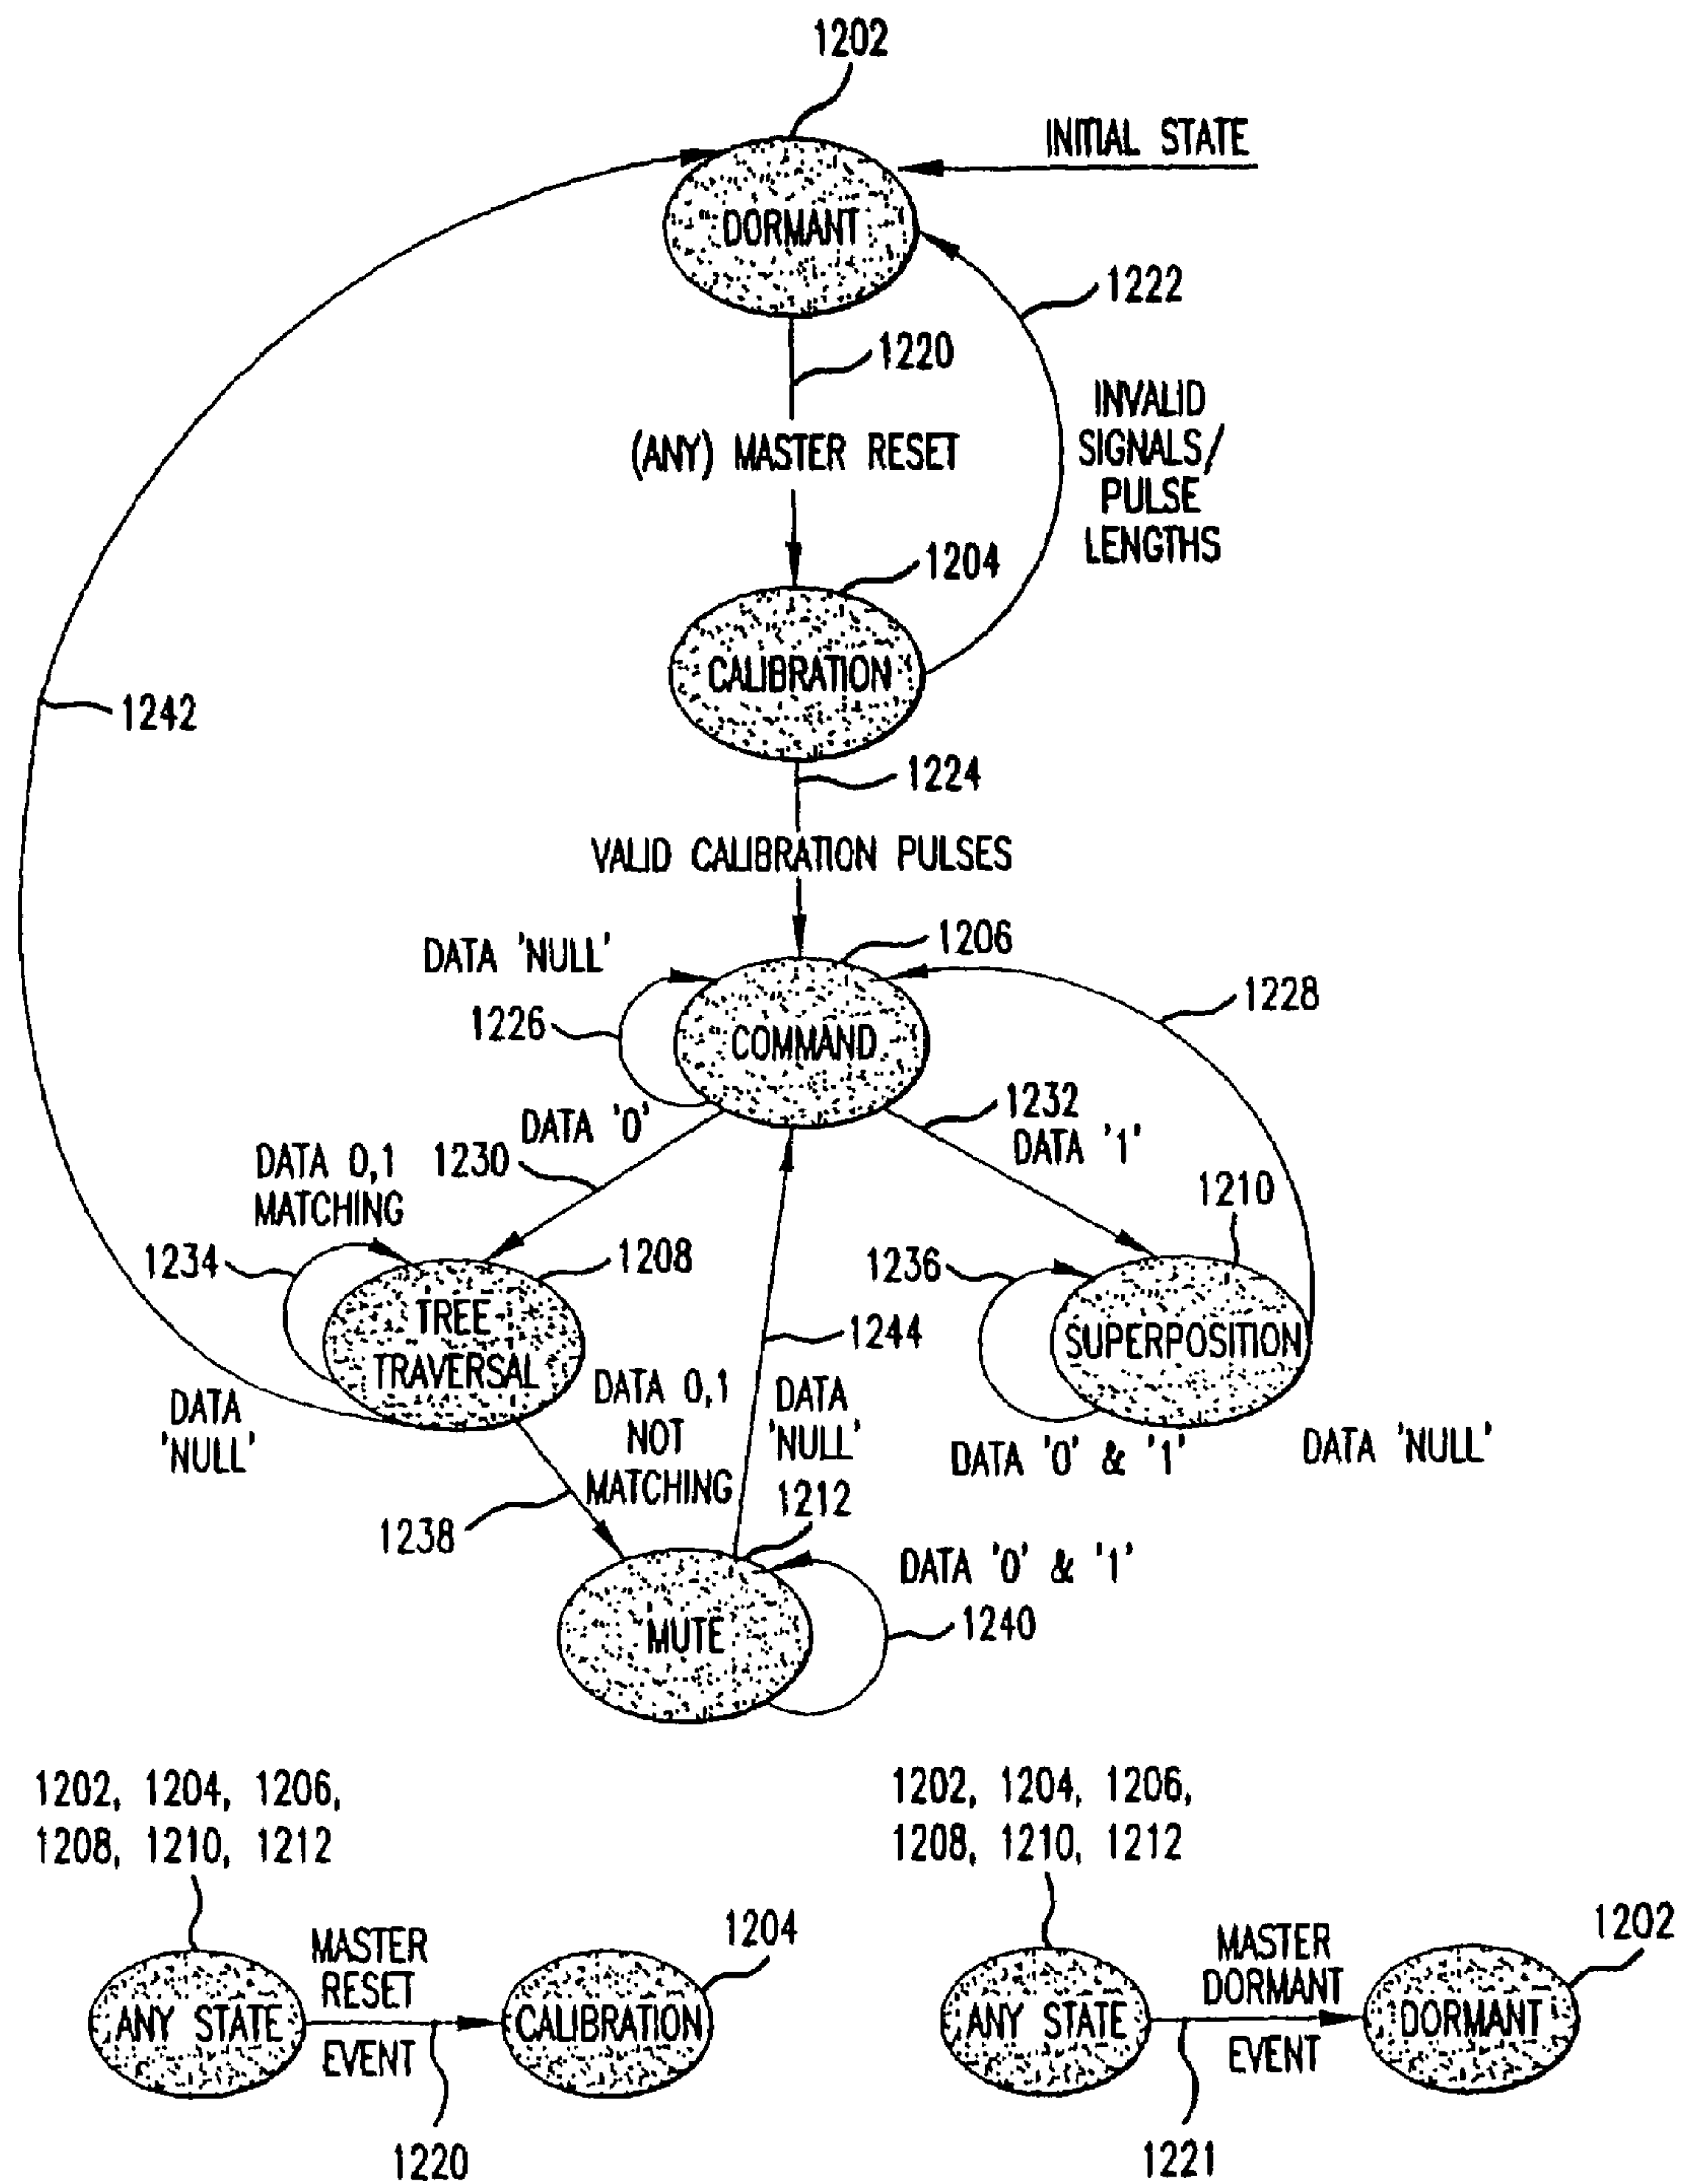 1202
INITIAL STATE
DORMANT
1222
1220
INVALID
SIGNALS/
PULSE
LENGTHS
(ANY) MASTER RESET
1204
CALIBRATION
1242
1224
VALID CALIBRATION PULSES
1206
DATA 'NULL'
1228
1226
COMMAND
1232
DATA '0'
DATA '1'
DATA 0,1
MATCHING
1230
1210
1234
1208
1236
TREE
TRAVERSAL
1244
SUPERPOSITION
DATA 0,1
NOT
MATCHING
DATA
'NULL'
DATA
'NULL'
DATA '0' & '1'
DATA 'NULL'
1212
1238
DATA '0' & '1'
MUTE
1240
1202, 1204, 1206,
1208, 1210, 1212
1204
MASTER
RESET
ANY STATE
CALIBRATION
EVENT
1220
1202, 1204, 1206,
1208, 1210, 1212
1202
MASTER
DORMANT
ANY STATE
DORMANT
EVENT
1221